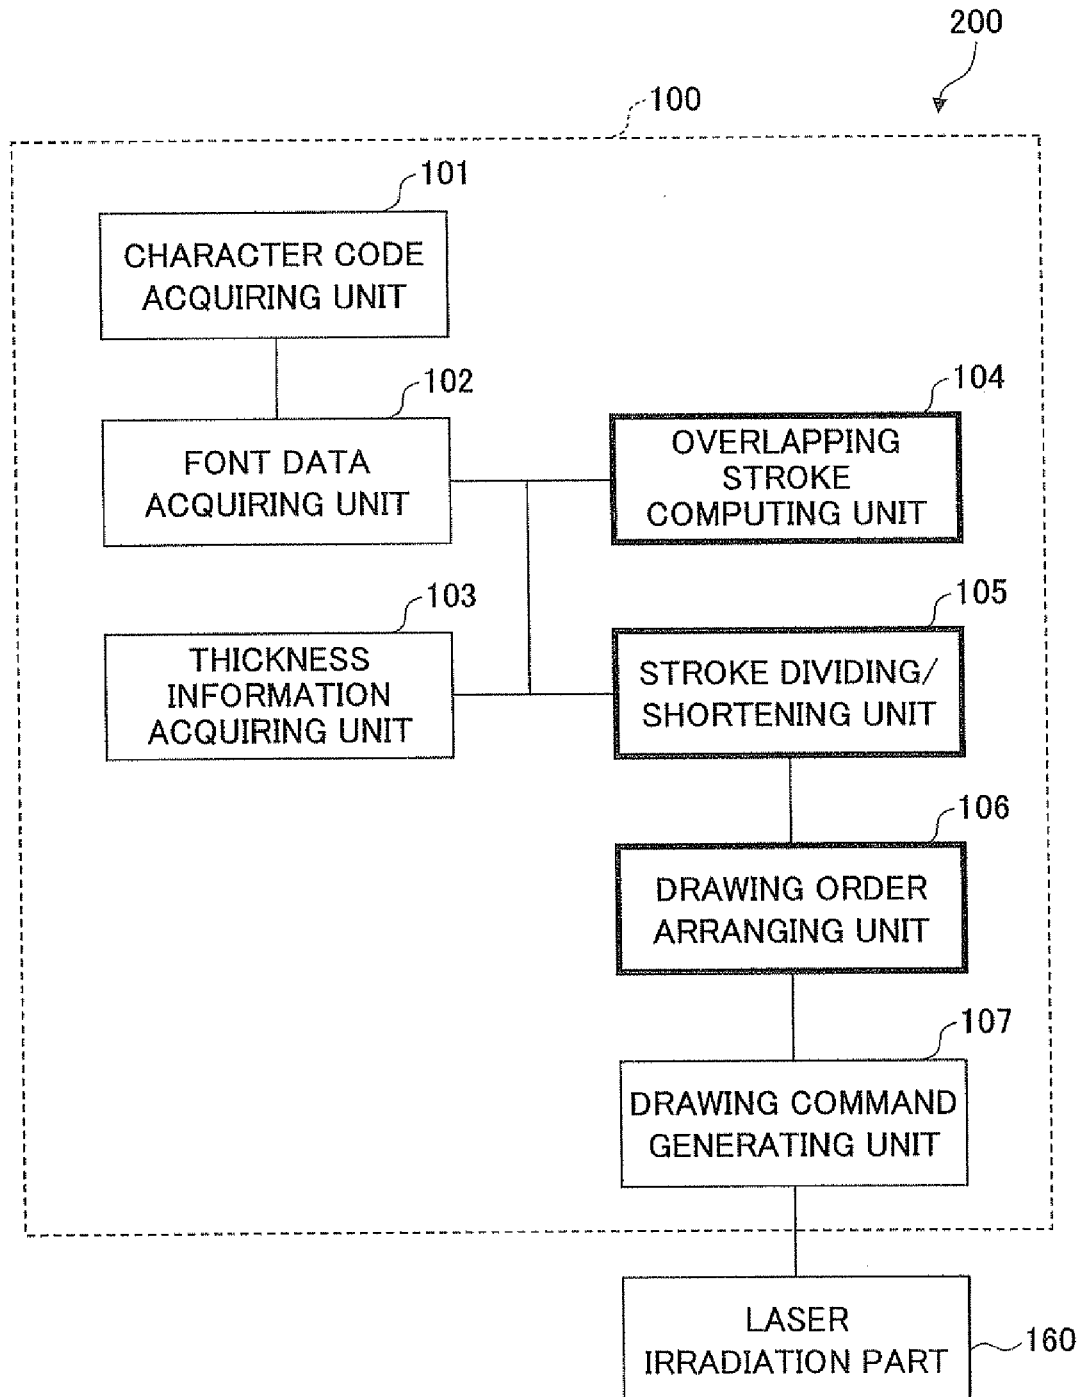 200
100
101
CHARACTER CODE
ACQUIRING UNIT
102
FONT DATA
ACQUIRING UNIT
104
OVERLAPPING
STROKE
COMPUTING UNIT
103
THICKNESS
INFORMATION
ACQUIRING UNIT
105
STROKE DIVIDING/
SHORTENING UNIT
106
DRAWING ORDER
ARRANGING UNIT
107
DRAWING COMMAND
GENERATING UNIT
LASER
IRRADIATION PART
160